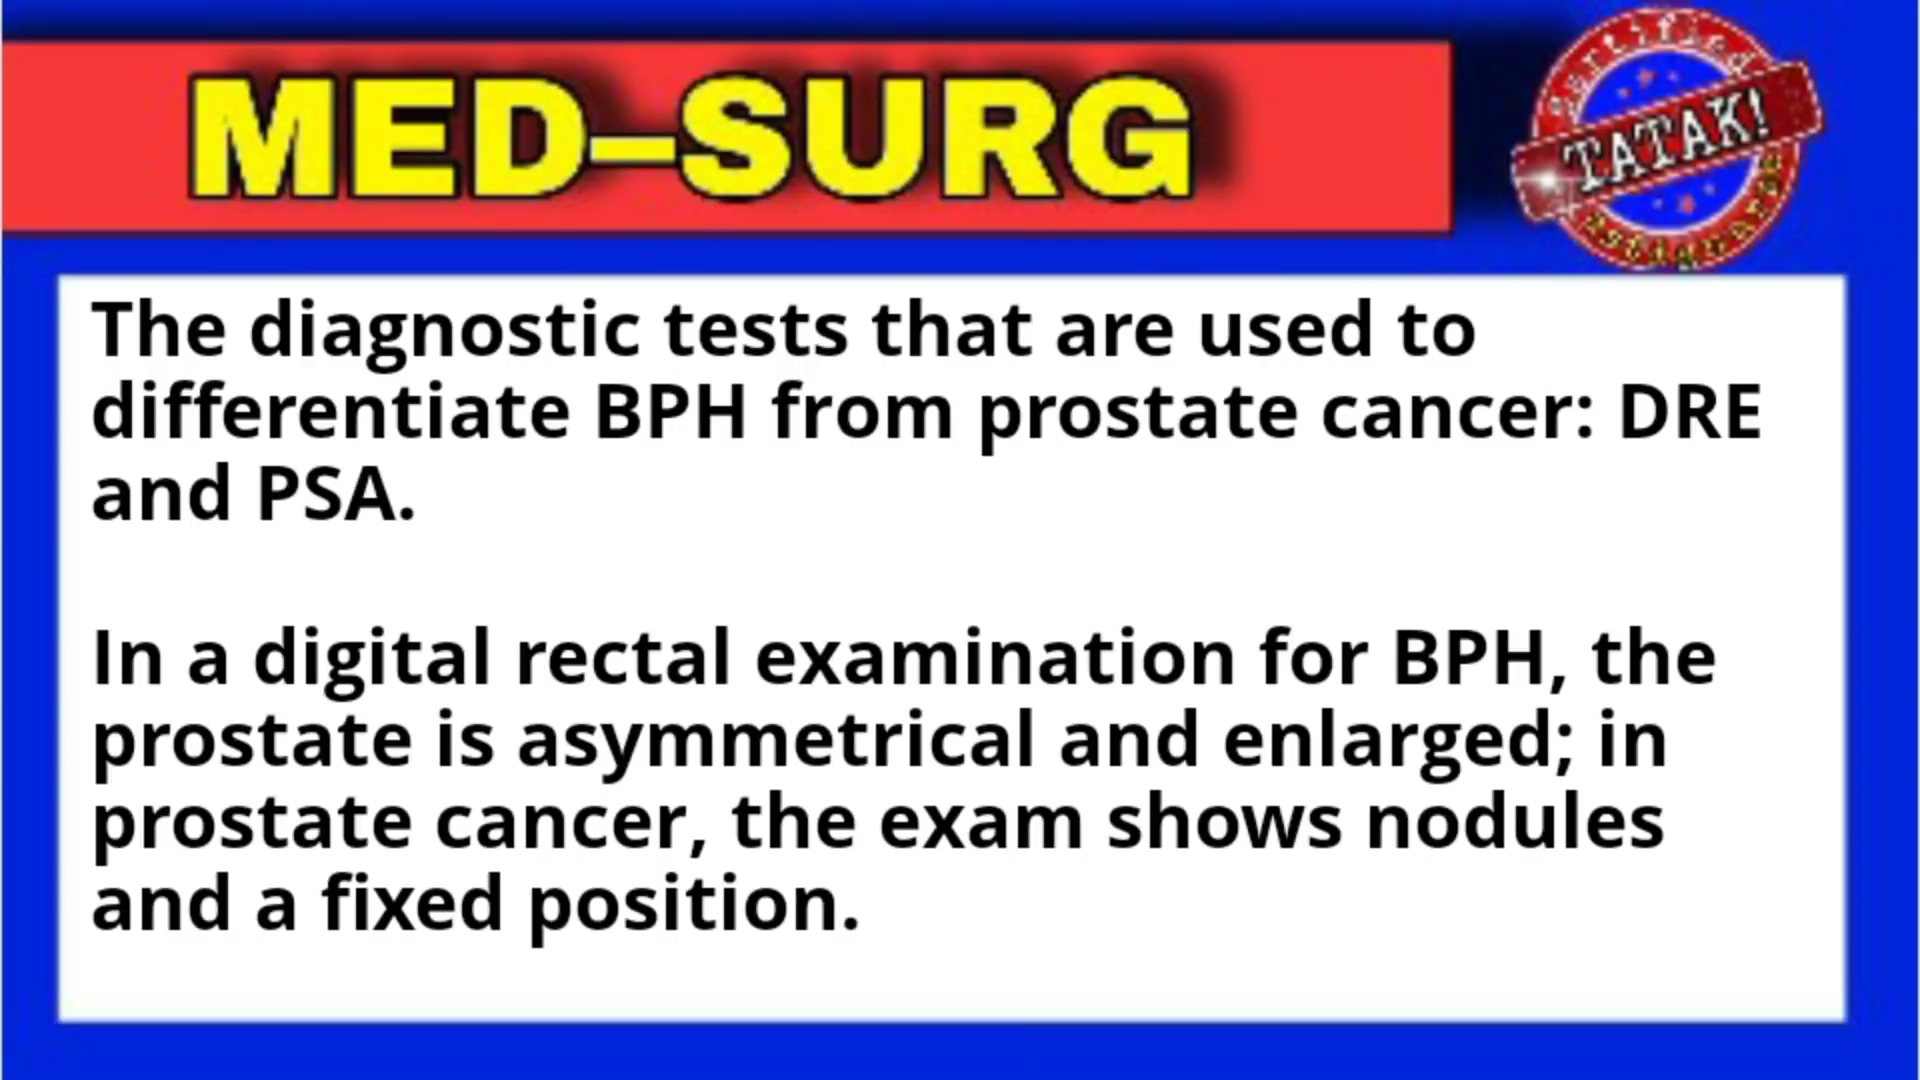 MED–SURG
Certified
TATAK!
The diagnostic tests that are used to
differentiate BPH from prostate cancer: DRE
and PSA.
In a digital rectal examination for BPH, the
prostate is asymmetrical and enlarged; in
prostate cancer, the exam shows nodules
and a fixed position.